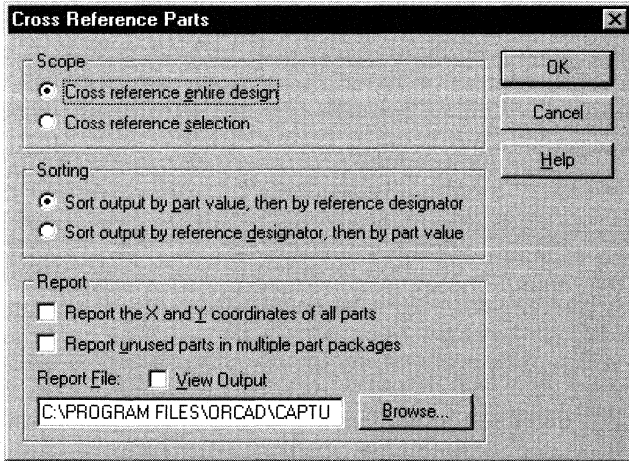 Cross Reference Parts
Scope
Cross reference entire design
Cross reference selection
OK
Cancel
Help
Sorting
Sort output by part value, then by reference designator
Sort output by reference designator, then by part value
Report
Report the X and Y coordinates of all parts
Report unused parts in multiple part packages
Report File: View Output
C:\PROGRAM FILES\ORCAD\CAPTU Browse...